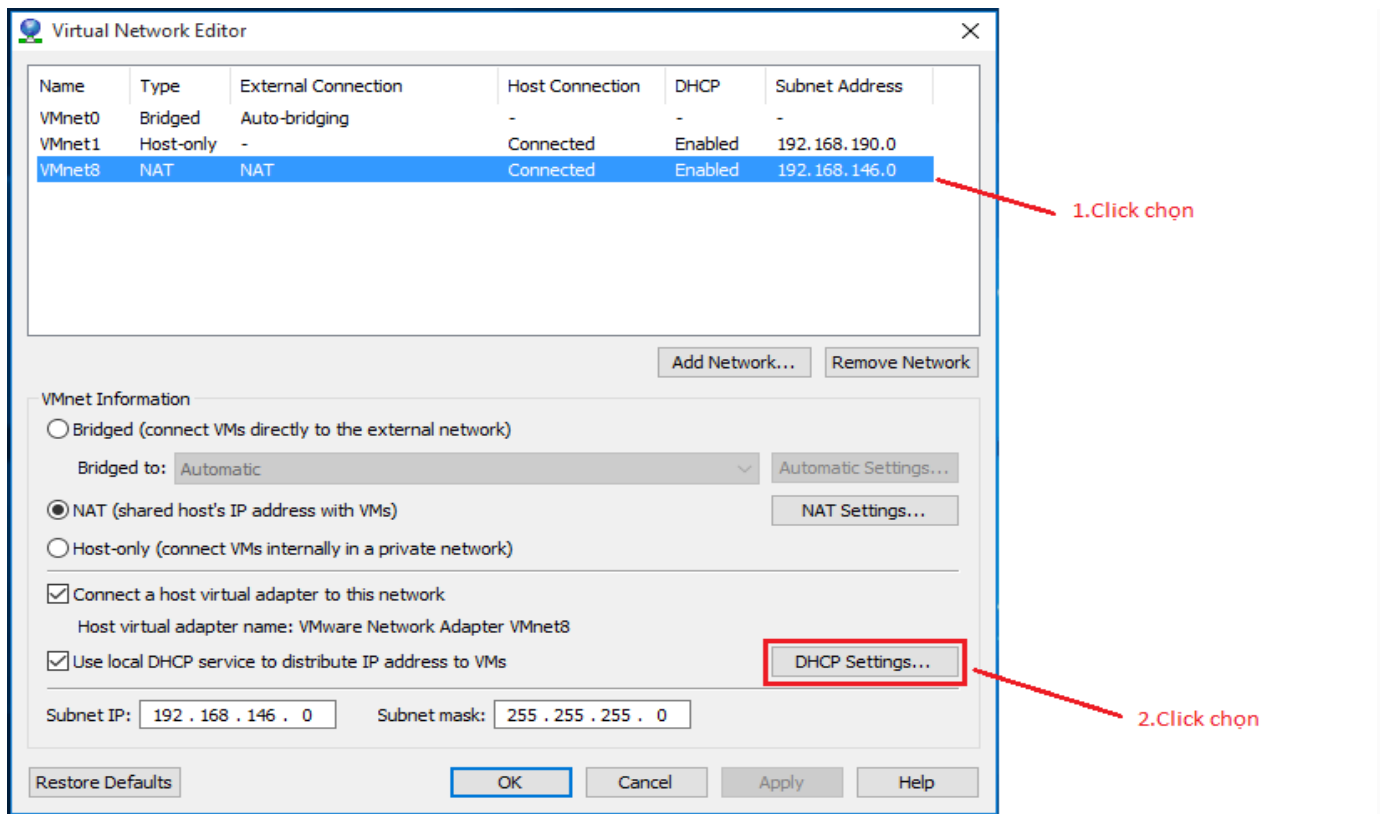 Virtual Network Editor
Name Type External Connection Host Connection DHCP Subnet Address
VMnet0 Bridged Auto-bridging - - -
VMnet1 Host-only - Connected Enabled 192.168.190.0
VMnet8 NAT NAT Connected Enabled 192.168.146.0
1.Click chọn
Add Network... Remove Network
VMnet Information
Bridged (connect VMs directly to the external network)
Bridged to: Automatic Automatic Settings...
NAT (shared host's IP address with VMs) NAT Settings...
Host-only (connect VMs internally in a private network)
Connect a host virtual adapter to this network
Host virtual adapter name: VMware Network Adapter VMnet8
Use local DHCP service to distribute IP address to VMs DHCP Settings...
Subnet IP: 192 . 168 . 146 . 0 Subnet mask: 255 . 255 . 255 . 0
2.Click chọn
Restore Defaults OK Cancel Apply Help